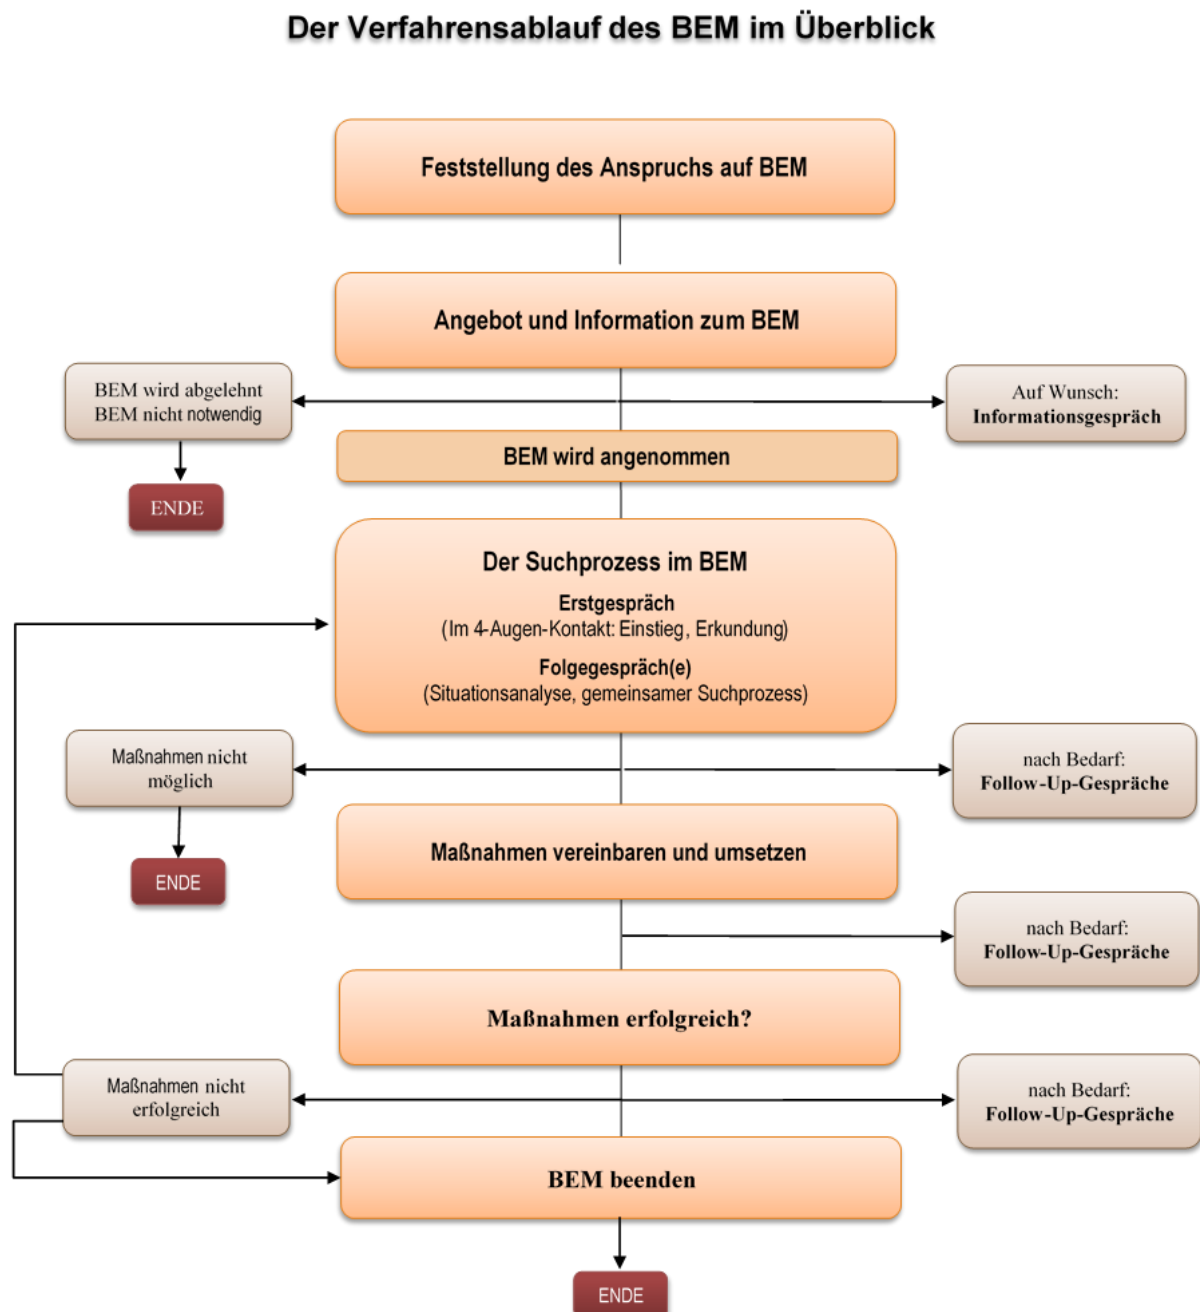 Der Verfahrensablauf des BEM im Überblick
Feststellung des Anspruchs auf BEM
Angebot und Information zum BEM
BEM wird abgelehnt
BEM nicht notwendig
Auf Wunsch:
Informationsgespräch
BEM wird angenommen
ENDE
Der Suchprozess im BEM
Erstgespräch
(Im 4-Augen-Kontakt: Einstieg, Erkundung)
Folgegespräch(e)
(Situationsanalyse, gemeinsamer Suchprozess)
Maßnahmen nicht
möglich
nach Bedarf:
Follow-Up-Gespräche
Maßnahmen vereinbaren und umsetzen
ENDE
nach Bedarf:
Follow-Up-Gespräche
Maßnahmen erfolgreich?
Maßnahmen nicht
erfolgreich
nach Bedarf:
Follow-Up-Gespräche
BEM beenden
ENDE